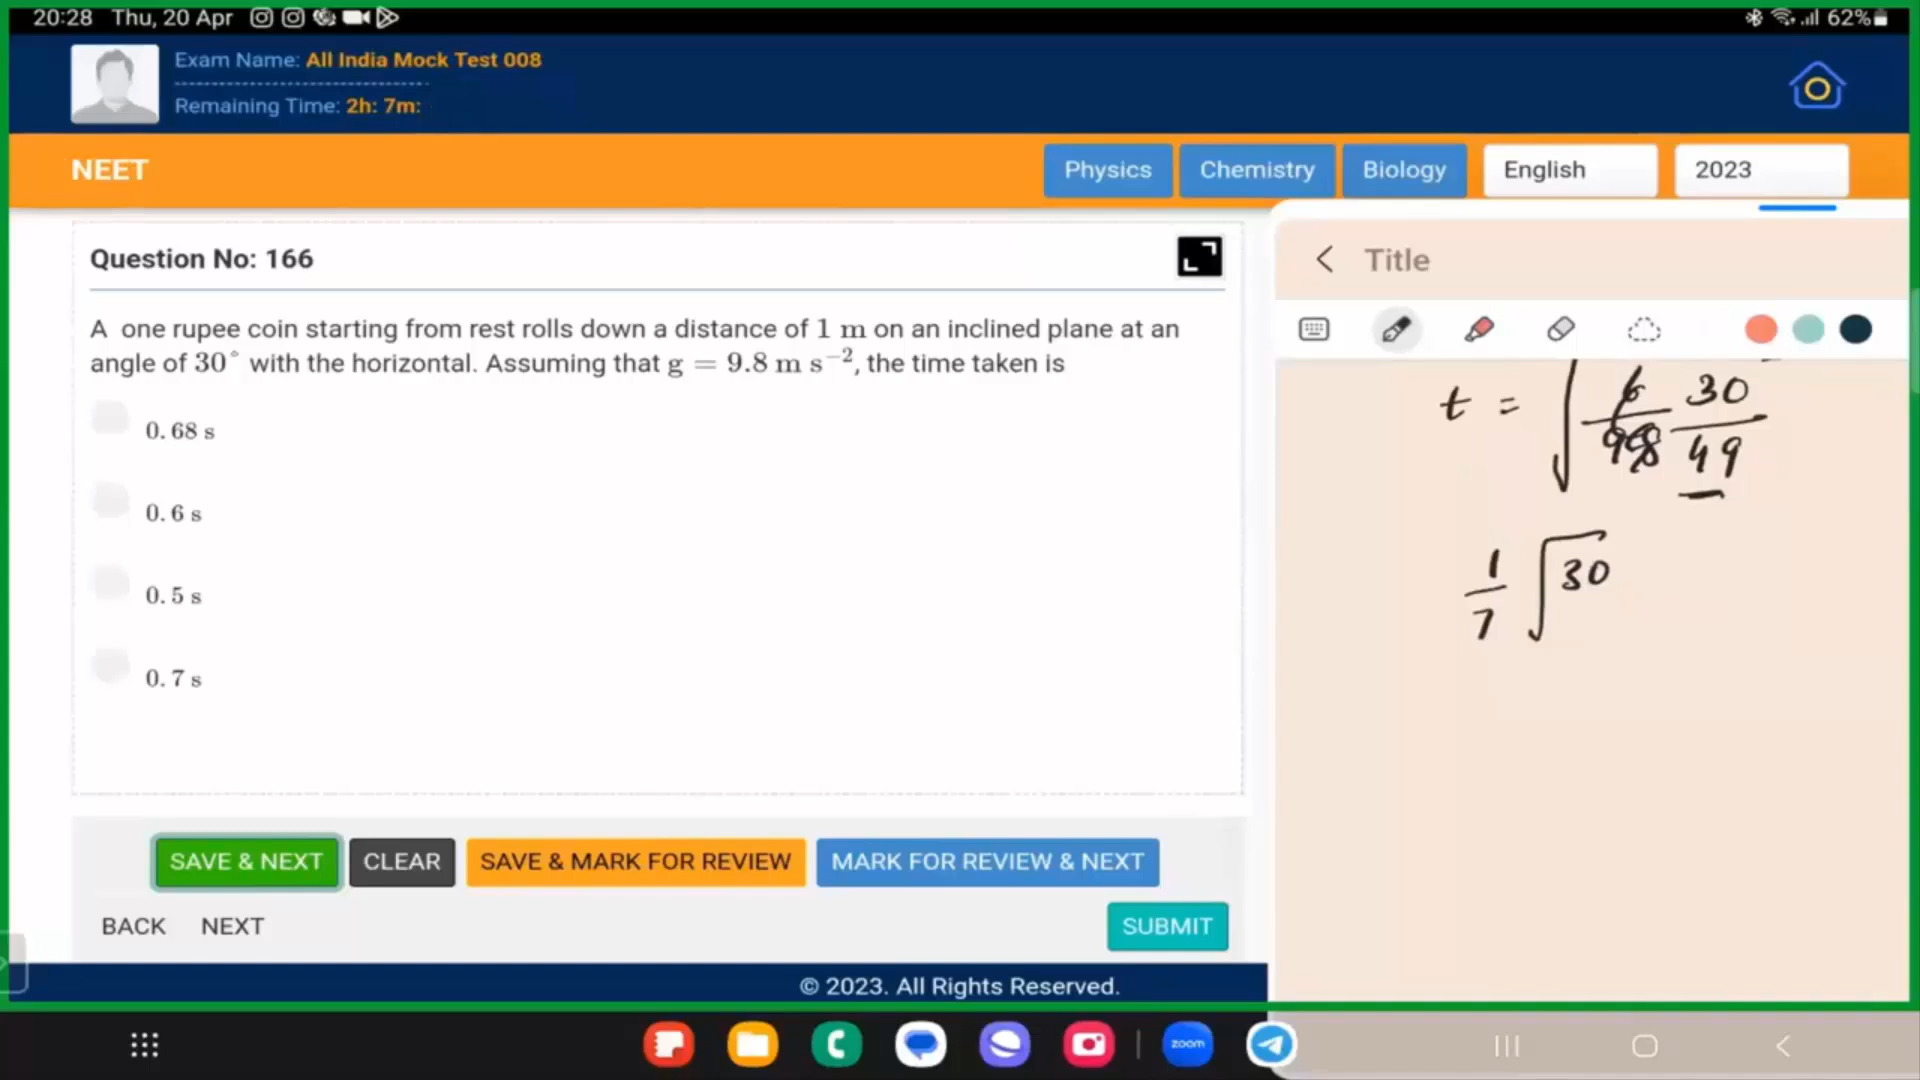 20:28 Thu, 20 Apr
62%
Exam Name: All India Mock Test 008
Remaining Time: 2h: 7m:
NEET
Physics
Chemistry
Biology
English
2023
Question No: 166
A one rupee coin starting from rest rolls down a distance of 1 m on an inclined plane at an
angle of 30° with the horizontal. Assuming that g = 9.8 m s⁻², the time taken is
0.68 s
0.6 s
0.5 s
0.7 s
SAVE & NEXT
CLEAR
SAVE & MARK FOR REVIEW
MARK FOR REVIEW & NEXT
BACK
NEXT
SUBMIT
© 2023. All Rights Reserved.
Title
t = √ 6/98 30/49
1/7 √30
zoom